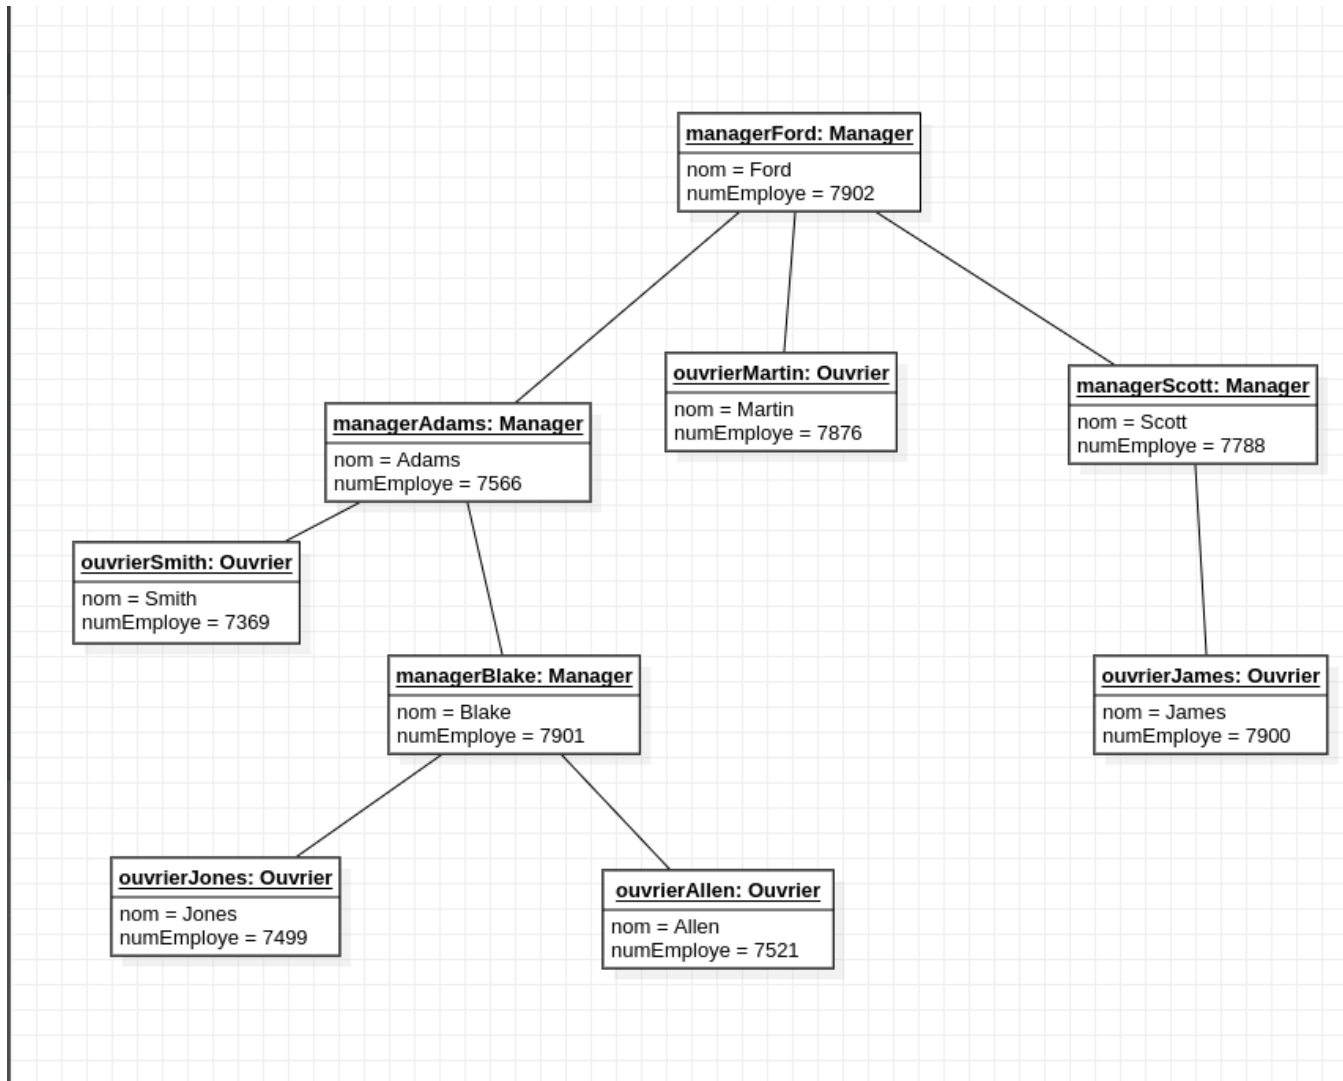 managerFord: Manager
nom = Ford
numEmploye = 7902
ouvrierMartin: Ouvrier
nom = Martin
numEmploye = 7876
managerScott: Manager
nom = Scott
numEmploye = 7788
managerAdams: Manager
nom = Adams
numEmploye = 7566
ouvrierSmith: Ouvrier
nom = Smith
numEmploye = 7369
managerBlake: Manager
nom = Blake
numEmploye = 7901
ouvrierJames: Ouvrier
nom = James
numEmploye = 7900
ouvrierJones: Ouvrier
nom = Jones
numEmploye = 7499
ouvrierAllen: Ouvrier
nom = Allen
numEmploye = 7521